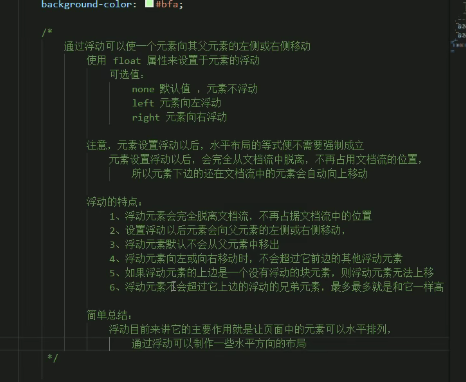 background-color: #bfa;
/*
通过浮动可以使一个元素向其父元素的左侧或右侧移动
使用 float 属性来设置于元素的浮动
可选值:
none 默认值 ，元素不浮动
left 元素向左浮动
right 元素向右浮动
注意，元素设置浮动以后，水平布局的等式便不需要强制成立
元素设置浮动以后，会完全从文档流中脱离，不再占用文档流的位置，
所以元素下边的还在文档流中的元素会自动向上移动
浮动的特点:
1、浮动元素会完全脱离文档流，不再占据文档流中的位置
2、设置浮动以后元素会向父元素的左侧或右侧移动，
3、浮动元素默认不会从父元素中移出
4、浮动元素向左或向右移动时，不会超过它前边的其他浮动元素
5、如果浮动元素的上边是一个没有浮动的块元素，则浮动元素无法上移
6、浮动元素不会超过它上边的浮动的兄弟元素，最多最多就是和它一样高
简单总结:
浮动目前来讲它的主要作用就是让页面中的元素可以水平排列，
通过浮动可以制作一些水平方向的布局
*/